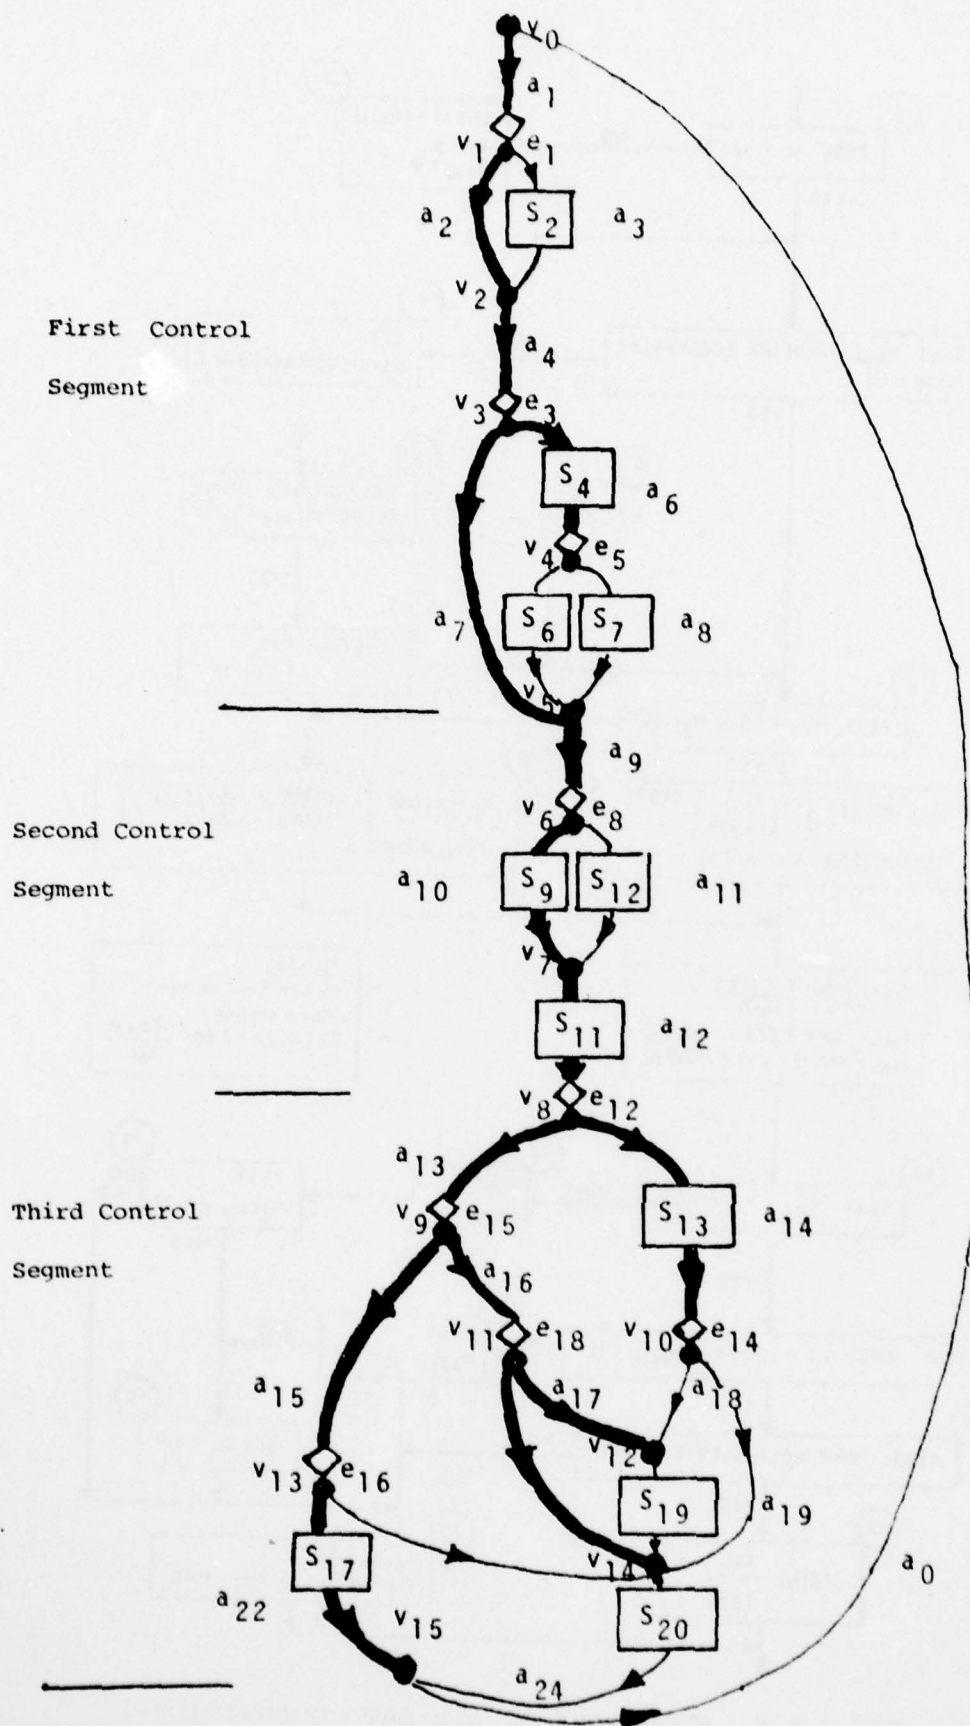 v0
a1
v1 e1
a2 S2 a3
v2
First Control
a4
Segment
v3 e3
S4 a6
v4 e5
a7 S6 S7 a8
v5
a9
v6 e8
Second Control
Segment
a10 S9 S12 a11
v7
S11 a12
v8 e12
a13
Third Control
v9 e15 S13 a14
Segment
a16
v11 e18 v10 e14
a15 a17 a18
v12
v13 e16
S19 a19
S17 v14 a0
a22 v15 S20
a24